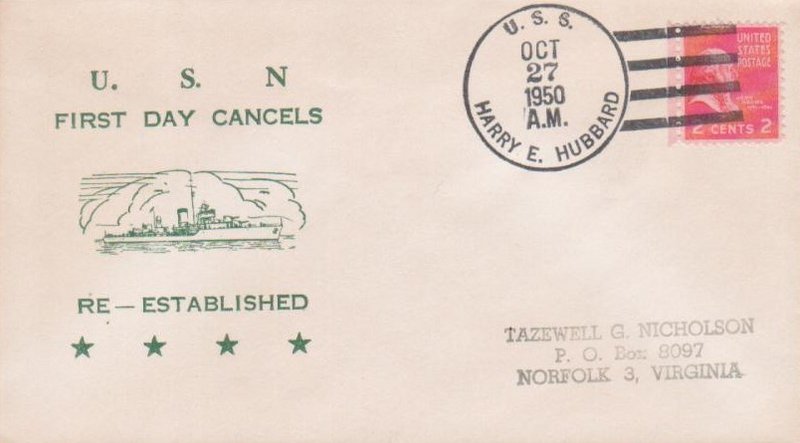 U. S. N
FIRST DAY CANCELS
RE-ESTABLISHED
U. S. S.
OCT
27
1950
A.M.
HARRY E. HUBBARD
UNITED
STATES
POSTAGE
2 CENTS 2
TAZEWELL G. NICHOLSON
P. O. Box 8097
NORFOLK 3, VIRGINIA